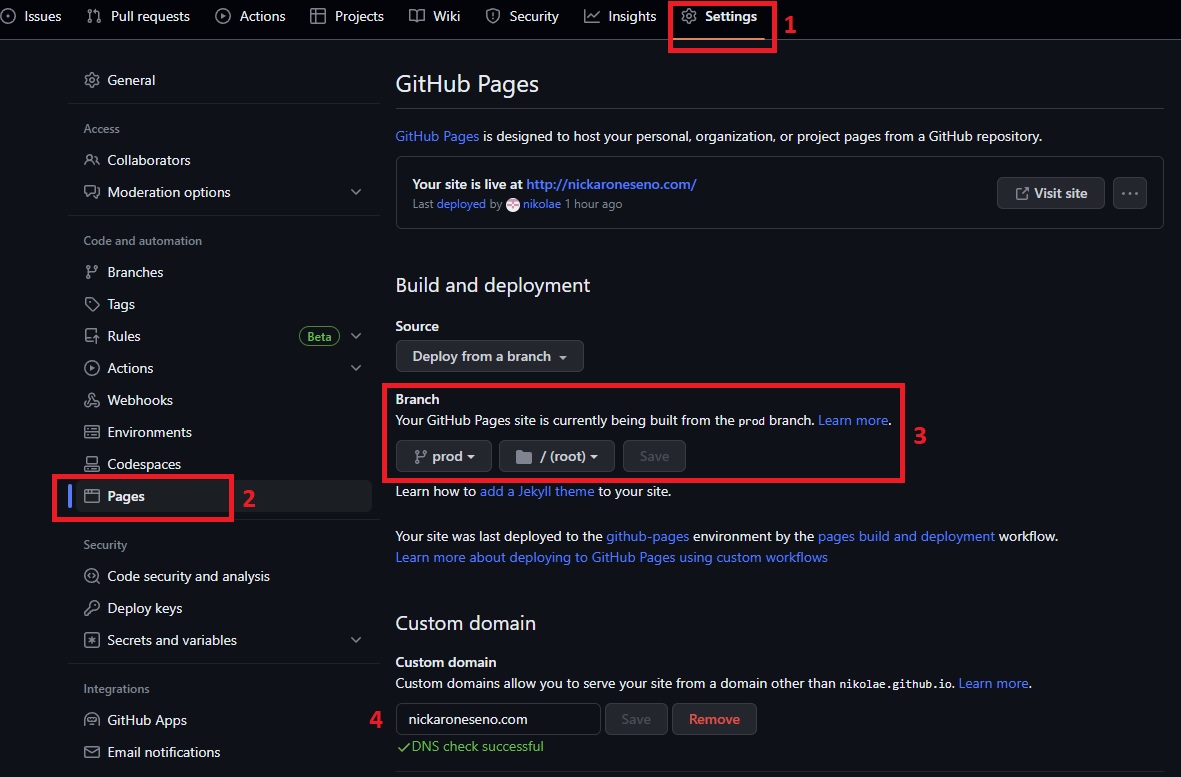 Issues Pull requests Actions Projects Wiki Security Insights Settings 1
General
Access
Collaborators
Moderation options
Code and automation
Branches
Tags
Rules Beta
Actions
Webhooks
Environments
Codespaces
Pages 2
Security
Code security and analysis
Deploy keys
Secrets and variables
Integrations
GitHub Apps
Email notifications
GitHub Pages
GitHub Pages is designed to host your personal, organization, or project pages from a GitHub repository.
Your site is live at http://nickaroneseno.com/
Last deployed by nikolae 1 hour ago
Visit site
Build and deployment
Source
Deploy from a branch
Branch
Your GitHub Pages site is currently being built from the prod branch. Learn more.
3
prod / (root) Save
Learn how to add a Jekyll theme to your site.
Your site was last deployed to the github-pages environment by the pages build and deployment workflow.
Learn more about deploying to GitHub Pages using custom workflows
Custom domain
Custom domain
Custom domains allow you to serve your site from a domain other than nikolae.github.io. Learn more.
4 nickaroneseno.com Save Remove
DNS check successful